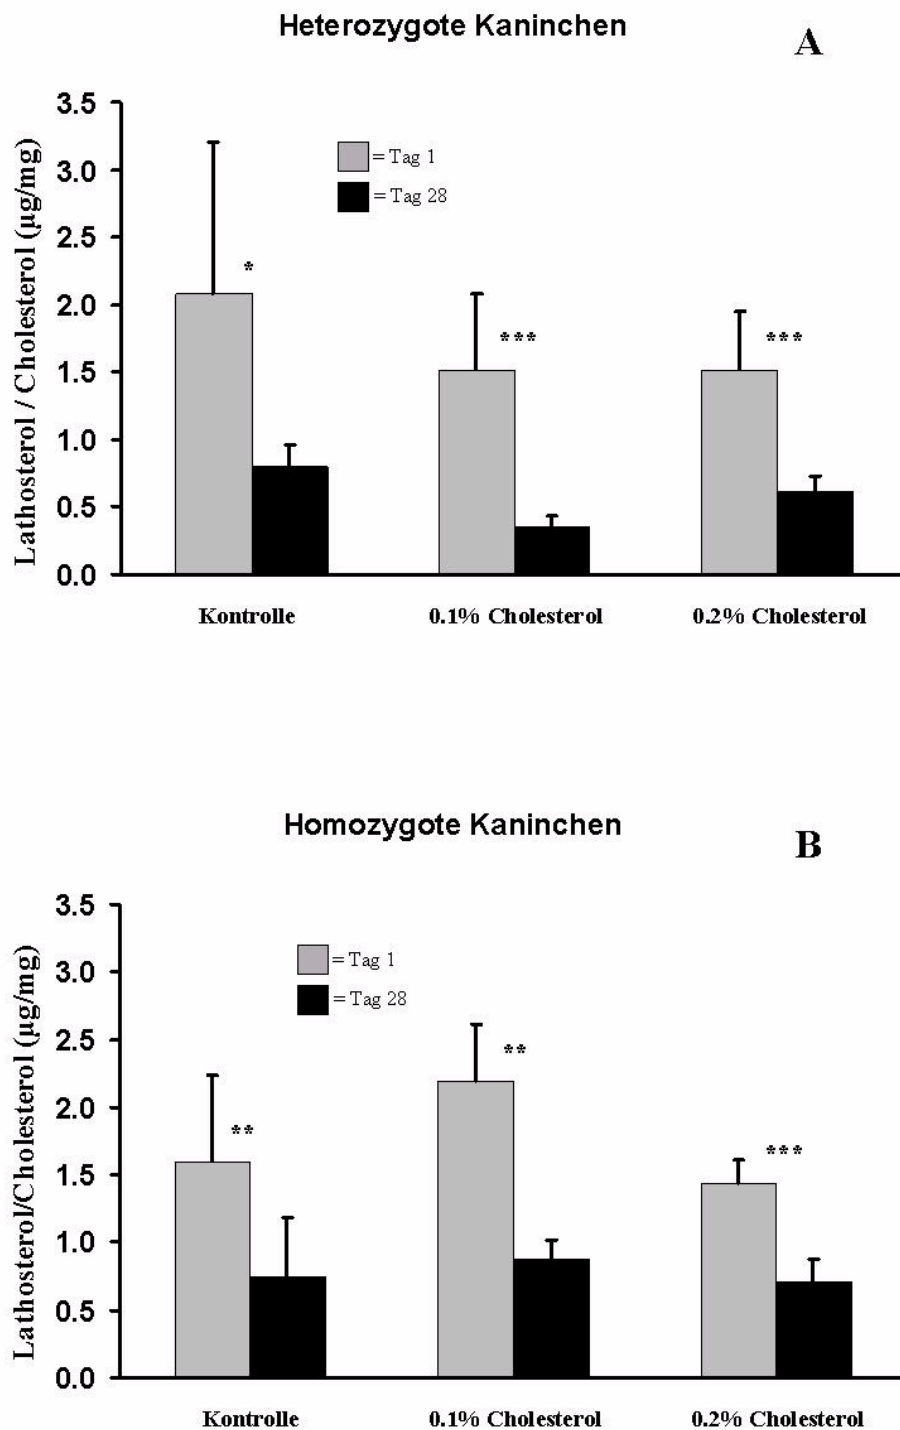 Heterozygote Kaninchen
A
Lathosterol / Cholesterol (µg/mg)
3.5
3.0
2.5
2.0
1.5
1.0
0.5
0.0
= Tag 1
= Tag 28
*
***
***
Kontrolle
0.1% Cholesterol
0.2% Cholesterol
Homozygote Kaninchen
B
Lathosterol/Cholesterol (µg/mg)
3.5
3.0
2.5
2.0
1.5
1.0
0.5
0.0
= Tag 1
= Tag 28
**
**
***
Kontrolle
0.1% Cholesterol
0.2% Cholesterol